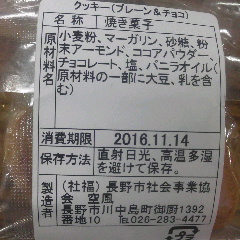 クッキー(プレーン&チョコ)
名称 焼き菓子
原材料名 小麦粉、マーガリン、砂糖、粉
末アーモンド、ココアパウダー、
チョコレート、塩、バニラオイル(
原材料の一部に大豆、乳を含
む)
消費期限 2016.11.14
保存方法 直射日光、高温多湿
を避けて保存。
製造者 (社福)長野市社会事業協
会 空風
長野市川中島町御厨1392
番地10 Tel 026-283-4477
プラ